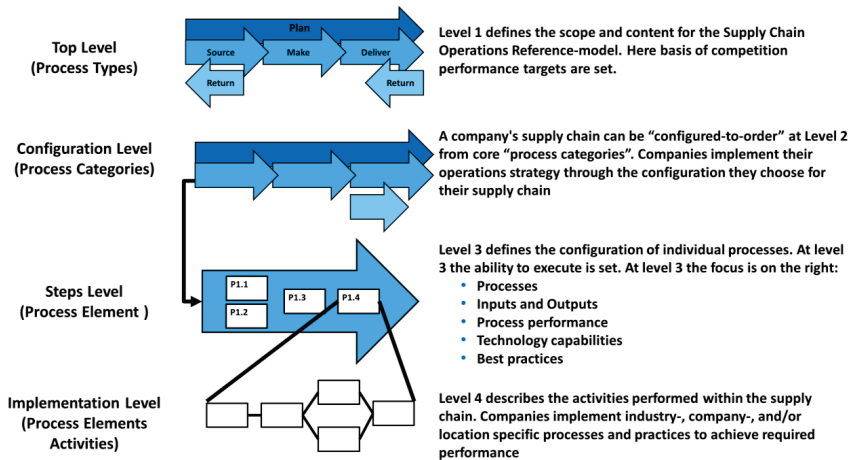 Top Level
(Process Types)
Plan
Source
Make
Deliver
Return
Return
Level 1 defines the scope and content for the Supply Chain
Operations Reference-model. Here basis of competition
performance targets are set.
Configuration Level
(Process Categories)
A company's supply chain can be “configured-to-order” at Level 2
from core “process categories”. Companies implement their
operations strategy through the configuration they choose for
their supply chain
Steps Level
(Process Element )
P1.1
P1.2
P1.3
P1.4
Level 3 defines the configuration of individual processes. At level
3 the ability to execute is set. At level 3 the focus is on the right:
• Processes
• Inputs and Outputs
• Process performance
• Technology capabilities
• Best practices
Implementation Level
(Process Elements
Activities)
Level 4 describes the activities performed within the supply
chain. Companies implement industry-, company-, and/or
location specific processes and practices to achieve required
performance